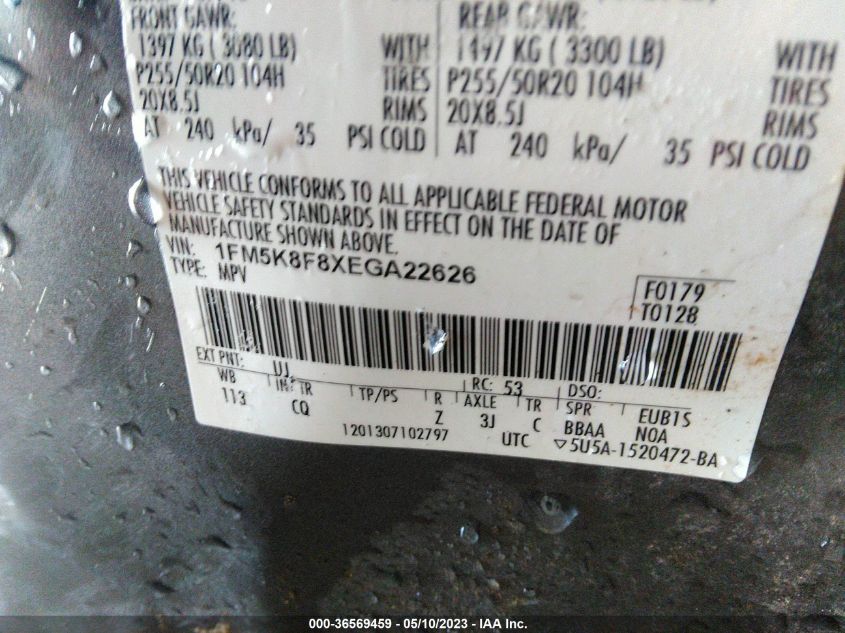 FRONT GAWR: REAR GAWR:
1397 KG ( 3080 LB) WITH 1497 KG ( 3300 LB) WITH
P255/50R20 104H TIRES P255/50R20 104H TIRES
20X8.5J RIMS 20X8.5J RIMS
AT 240 kPa/ 35 PSI COLD AT 240 kPa/ 35 PSI COLD
THIS VEHICLE CONFORMS TO ALL APPLICABLE FEDERAL MOTOR
VEHICLE SAFETY STANDARDS IN EFFECT ON THE DATE OF
MANUFACTURE SHOWN ABOVE.
VIN: 1FM5K8F8XEGA22626
TYPE: MPV
F0179
T0128
EXT PNT: UJ RC: 53 DSO:
WB INT TR TP/PS R AXLE TR SPR EUB1S
113 CQ Z 3J C BBAA N0A
1201307102797 UTC ▽5U5A-1520472-BA
000-36569459 - 05/10/2023 - IAA Inc.